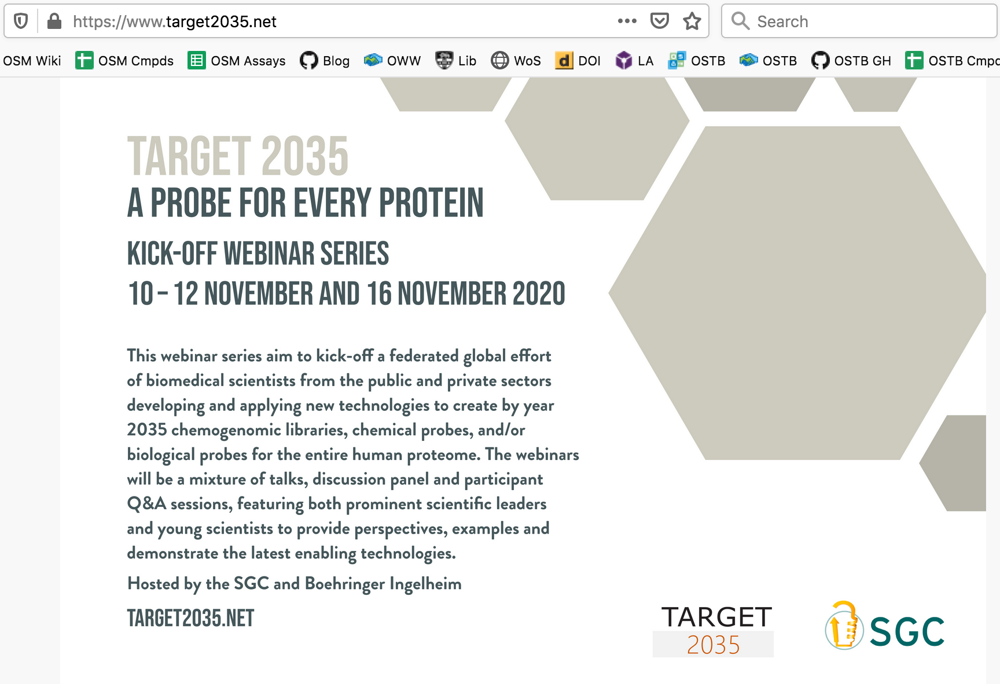 https://www.target2035.net
Search
OSM Wiki OSM Cmpds OSM Assays Blog OWW Lib WoS d DOI LA OSTB OSTB OSTB GH OSTB Cmpd
TARGET 2035
A PROBE FOR EVERY PROTEIN
KICK-OFF WEBINAR SERIES
10 – 12 NOVEMBER AND 16 NOVEMBER 2020
This webinar series aim to kick-off a federated global effort
of biomedical scientists from the public and private sectors
developing and applying new technologies to create by year
2035 chemogenomic libraries, chemical probes, and/or
biological probes for the entire human proteome. The webinars
will be a mixture of talks, discussion panel and participant
Q&A sessions, featuring both prominent scientific leaders
and young scientists to provide perspectives, examples and
demonstrate the latest enabling technologies.
Hosted by the SGC and Boehringer Ingelheim
TARGET2035.NET
TARGET
2035
SGC